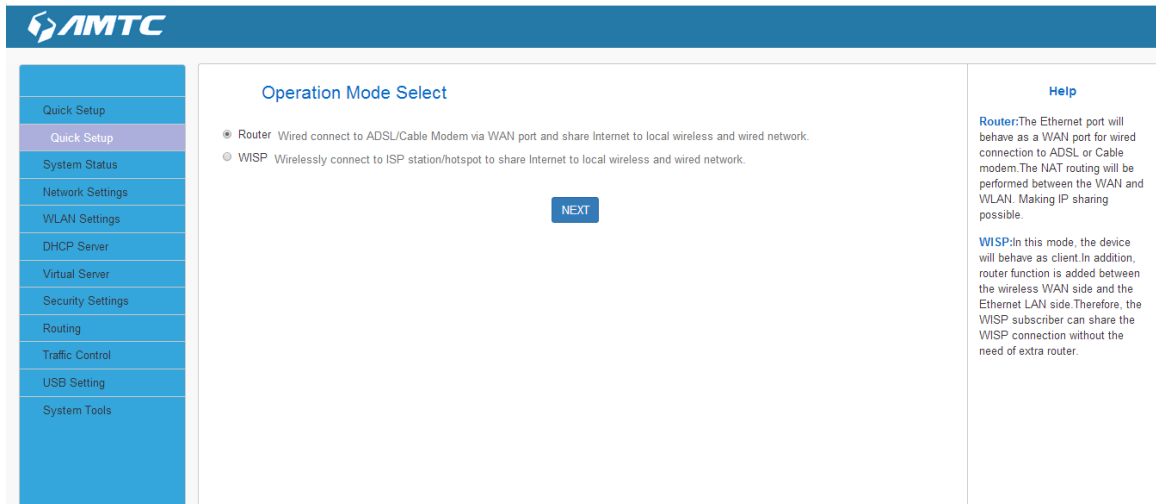 AMTC
Quick Setup
Quick Setup
System Status
Network Settings
WLAN Settings
DHCP Server
Virtual Server
Security Settings
Routing
Traffic Control
USB Setting
System Tools
Operation Mode Select
Router Wired connect to ADSL/Cable Modem via WAN port and share Internet to local wireless and wired network.
WISP Wirelessly connect to ISP station/hotspot to share Internet to local wireless and wired network.
NEXT
Help
Router:The Ethernet port will
behave as a WAN port for wired
connection to ADSL or Cable
modem.The NAT routing will be
performed between the WAN and
WLAN. Making IP sharing
possible.
WISP:In this mode, the device
will behave as client.In addition,
router function is added between
the wireless WAN side and the
Ethernet LAN side.Therefore, the
WISP subscriber can share the
WISP connection without the
need of extra router.